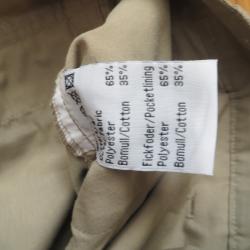 Polyester 65%
Bomull/Cotton 35%
Fickfoder/Pocketlining
Polyester 65%
Bomull/Cotton 35%